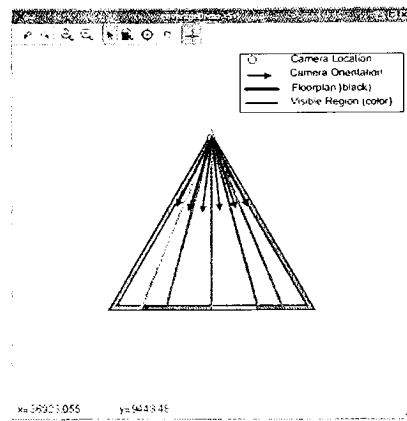 Camera Location
Camera Orientation
Floorplan (black)
Visible Region (color)